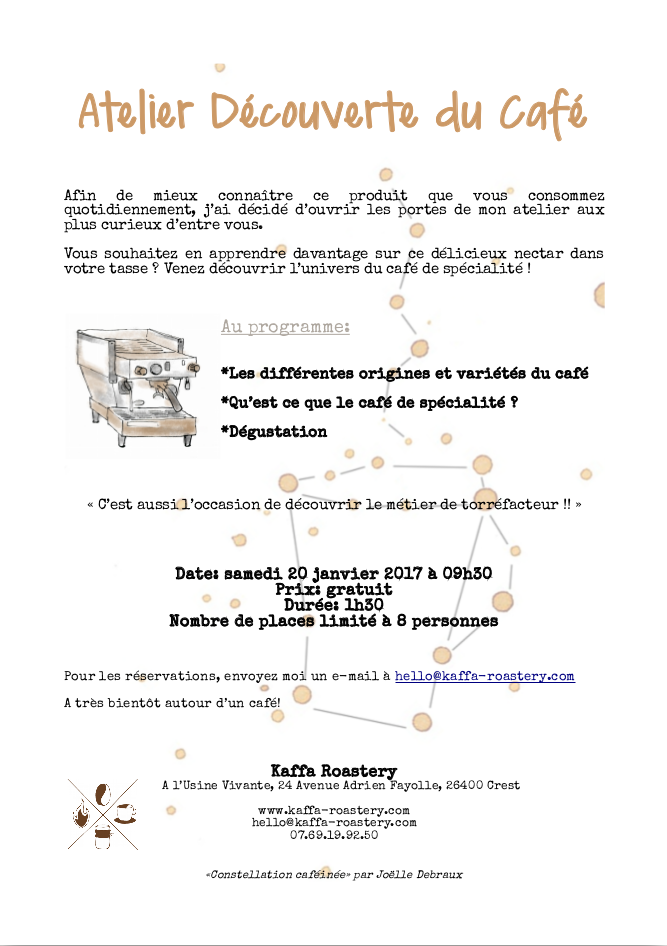 Atelier Découverte du Café
Afin de mieux connaître ce produit que vous consommez
quotidiennement, j'ai décidé d'ouvrir les portes de mon atelier aux
plus curieux d'entre vous.
Vous souhaitez en apprendre davantage sur ce délicieux nectar dans
votre tasse ? Venez découvrir l'univers du café de spécialité !
Au programme:
*Les différentes origines et variétés du café
*Qu'est ce que le café de spécialité ?
*Dégustation
« C'est aussi l'occasion de découvrir le métier de torréfacteur !! »
Date: samedi 20 janvier 2017 à 09h30
Prix: gratuit
Durée: 1h30
Nombre de places limité à 8 personnes
Pour les réservations, envoyez moi un e-mail à hello@kaffa-roastery.com
A très bientôt autour d'un café!
Kaffa Roastery
A l'Usine Vivante, 24 Avenue Adrien Fayolle, 26400 Crest
www.kaffa-roastery.com
hello@kaffa-roastery.com
07.69.19.92.50
«Constellation caféinée» par Joëlle Debraux